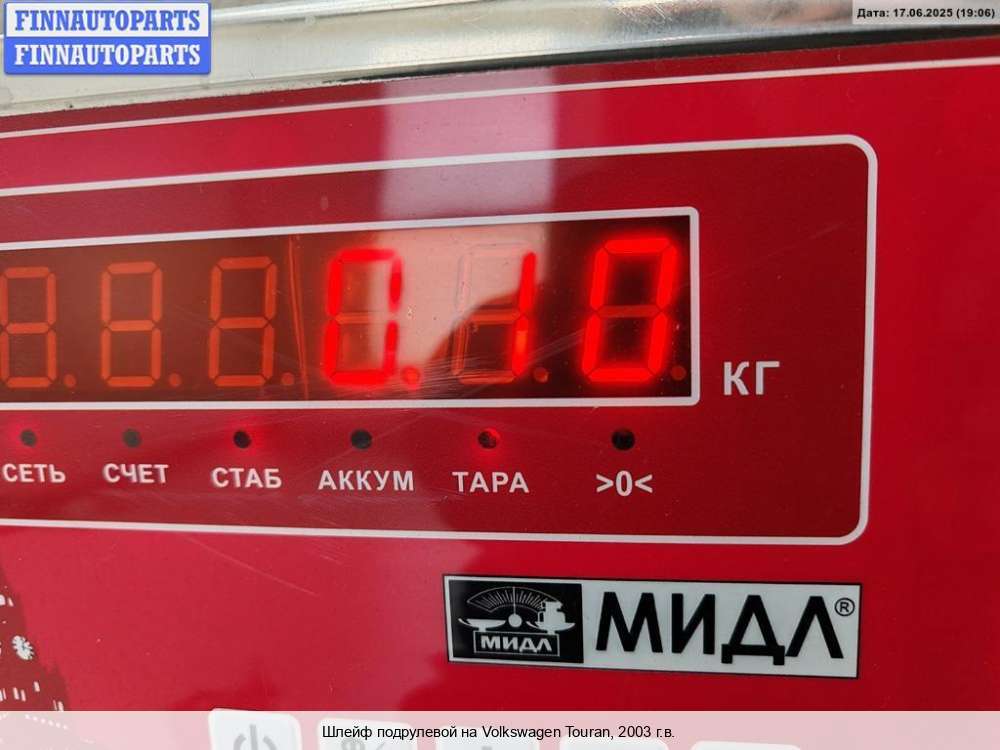 FINNAUTOPARTS
FINNAUTOPARTS
Дата: 17.06.2025 (19:06)
0.10
КГ
СЕТЬ СЧЕТ СТАБ АККУМ ТАРА >0<
МИДЛ МИДЛ®
Шлейф подрулевой на Volkswagen Touran, 2003 г.в.